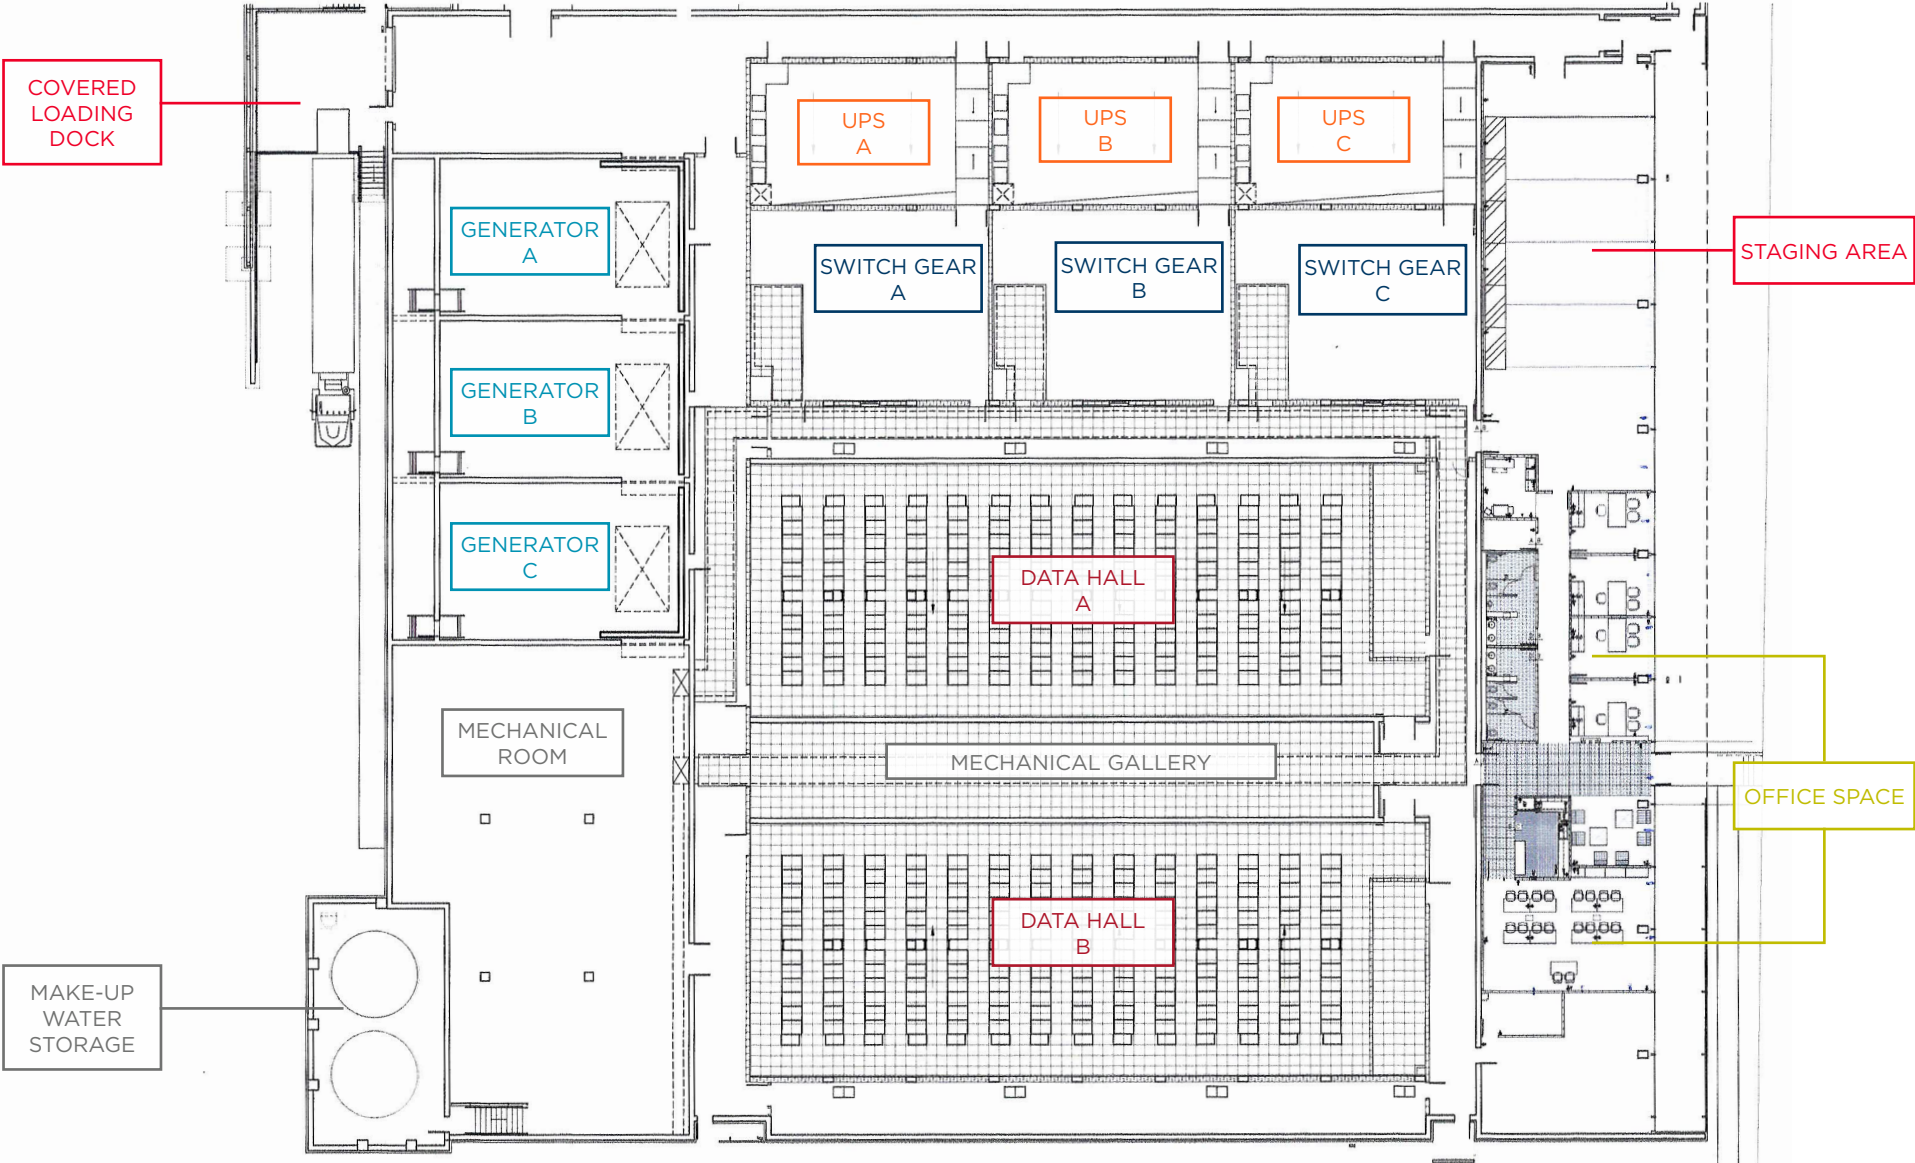 COVERED
LOADING
DOCK
UPS
A
UPS
B
UPS
C
GENERATOR
A
SWITCH GEAR
A
SWITCH GEAR
B
SWITCH GEAR
C
STAGING AREA
GENERATOR
B
GENERATOR
C
DATA HALL
A
MECHANICAL
ROOM
MECHANICAL GALLERY
OFFICE SPACE
DATA HALL
B
MAKE-UP
WATER
STORAGE